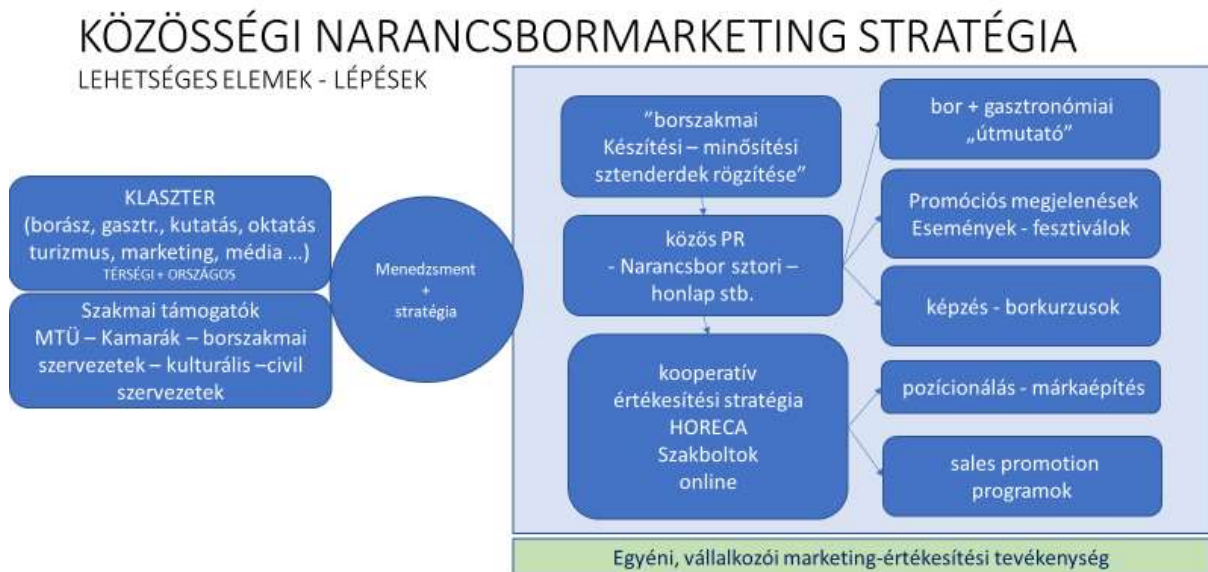 KÖZÖSSÉGI NARANCSBORMARKETING STRATÉGIA
LEHETSÉGES ELEMEK - LÉPÉSEK
KLASZTER
(borász, gasztr., kutatás, oktatás
turizmus, marketing, média ...)
TÉRSÉGI + ORSZÁGOS
Szakmai támogatók
MTÜ – Kamarák – borszakmai
szervezetek – kulturális –civil
szervezetek
Menedzsment
+
stratégia
"borszakmai
Készítési – minősítési
sztenderdek rögzítése"
közös PR
- Narancsbor sztori –
honlap stb.
kooperatív
értékesítési stratégia
HORECA
Szakboltok
online
bor + gasztronómiai
„útmutató”
Promóciós megjelenések
Események - fesztiválok
képzés - borkurzusok
pozícionálás - márkaépítés
sales promotion
programok
Egyéni, vállalkozói marketing-értékesítési tevékenység